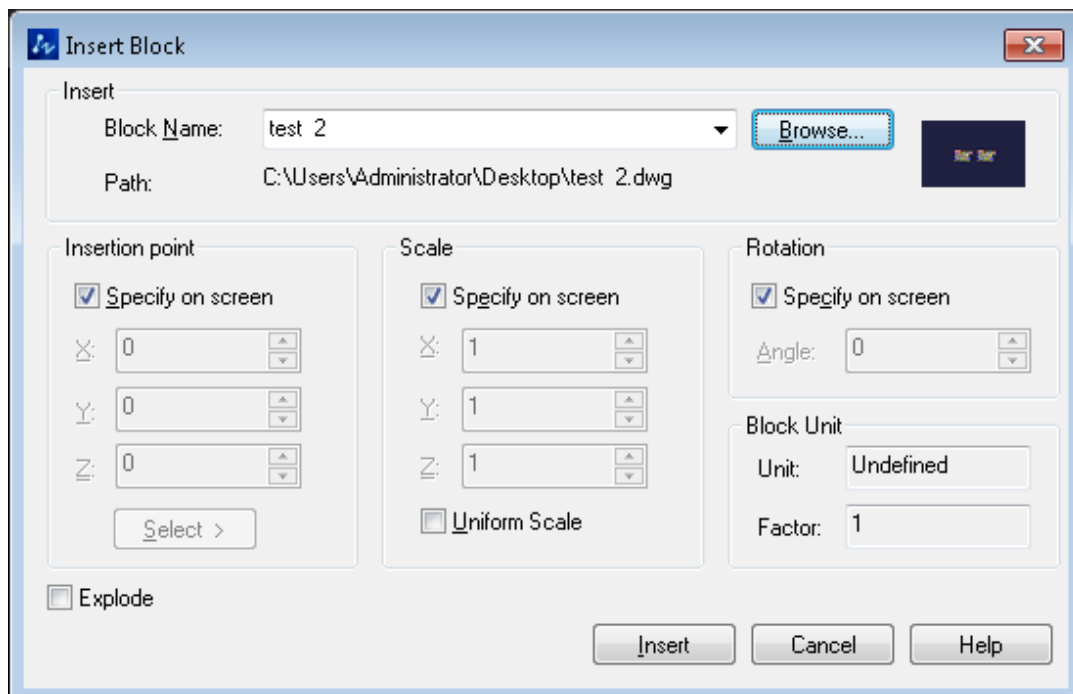 Insert Block
Insert
Block Name: test  2 Browse...
Path: C:\Users\Administrator\Desktop\test  2.dwg
Insertion point
Specify on screen
X: 0
Y: 0
Z: 0
Select >
Scale
Specify on screen
X: 1
Y: 1
Z: 1
Uniform Scale
Rotation
Specify on screen
Angle: 0
Block Unit
Unit: Undefined
Factor: 1
Explode
Insert Cancel Help